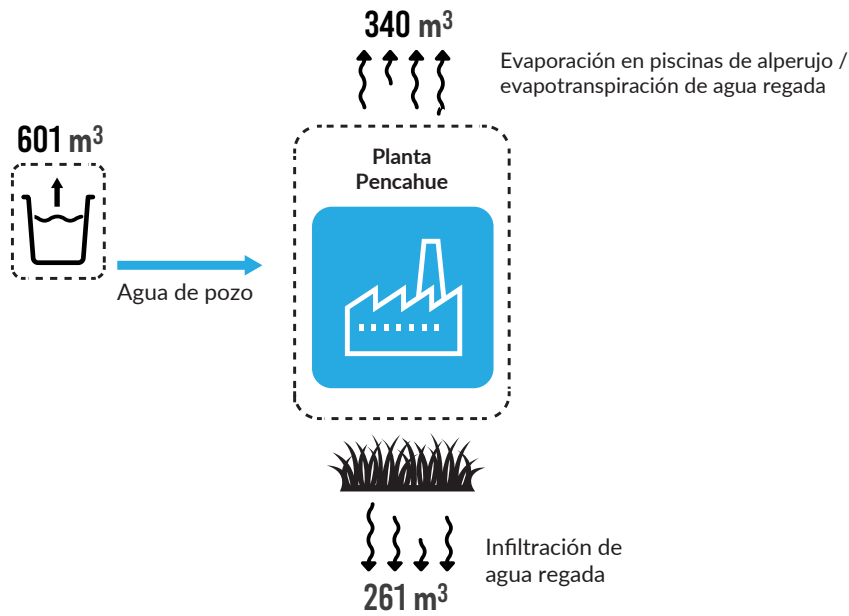 340 m³
Evaporación en piscinas de alperujo /
evapotranspiración de agua regada
601 m³
Planta
Pencahue
Agua de pozo
Infiltración de
agua regada
261 m³